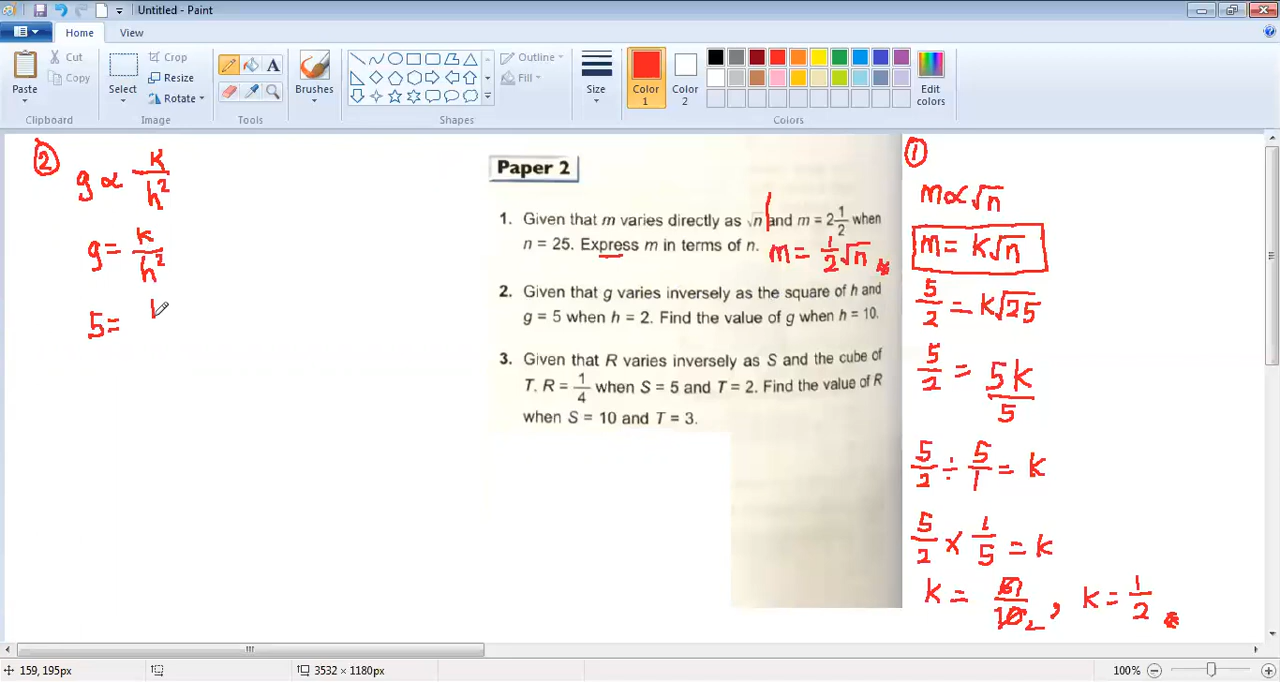 Untitled - Paint
Home
View
Paste
Cut
Copy
Clipboard
Select
Crop
Resize
Rotate
Image
Tools
Brushes
Shapes
Outline
Fill
Size
Color 1
Color 2
Edit colors
Colors
②
g ∝ k/h²
g = k/h²
5 =
Paper 2
1. Given that m varies directly as √n and m = 2 1/2 when
n = 25. Express m in terms of n.
m = 1/2 √n
2. Given that g varies inversely as the square of h and
g = 5 when h = 2. Find the value of g when h = 10.
3. Given that R varies inversely as S and the cube of
T. R = 1/4 when S = 5 and T = 2. Find the value of R
when S = 10 and T = 3.
①
m ∝ √n
m = k√n
5/2 = k√25
5/2 = 5k/5
5/2 ÷ 5/1 = k
5/2 × 1/5 = k
k = , k = 1/2
159, 195px
3532 × 1180px
100%